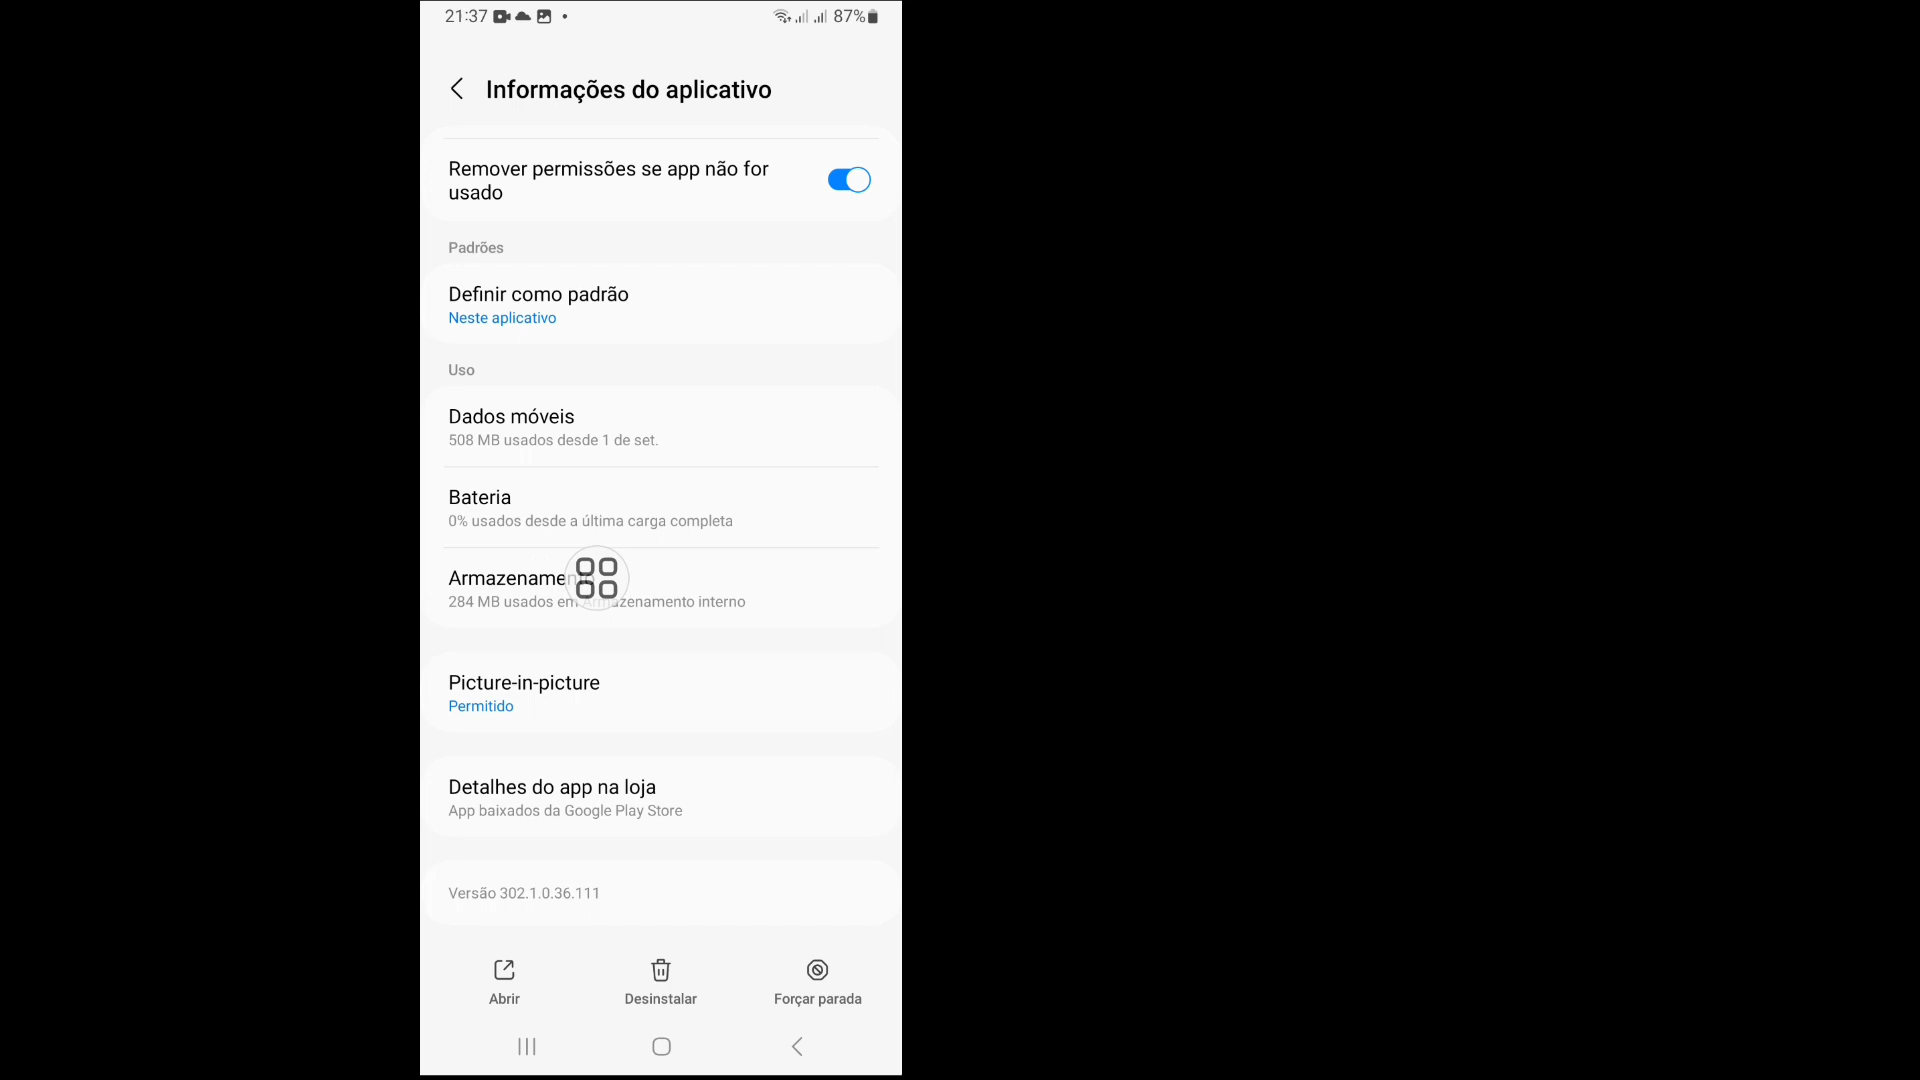 21:37
87%
Informações do aplicativo
Remover permissões se app não for
usado
Padrões
Definir como padrão
Neste aplicativo
Uso
Dados móveis
508 MB usados desde 1 de set.
Bateria
0% usados desde a última carga completa
Armazenamento
284 MB usados em Armazenamento interno
Picture-in-picture
Permitido
Detalhes do app na loja
App baixados da Google Play Store
Versão 302.1.0.36.111
Abrir
Desinstalar
Forçar parada